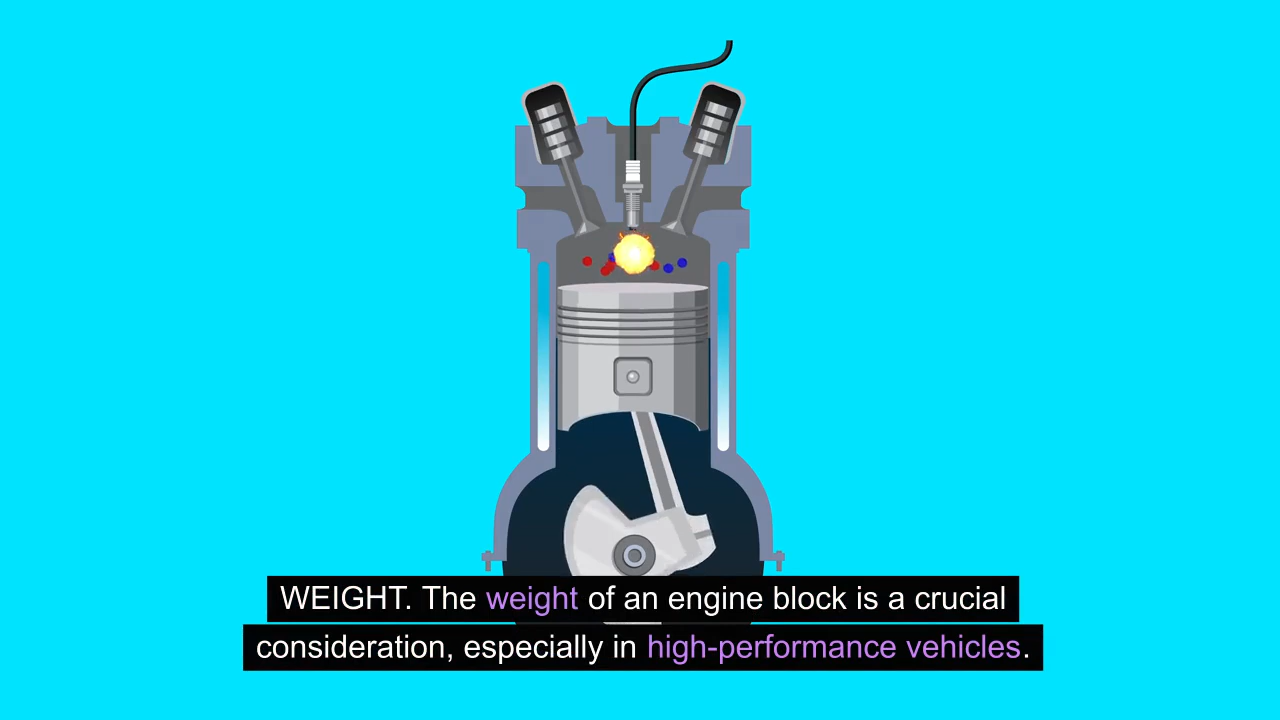 WEIGHT. The weight of an engine block is a crucial
consideration, especially in high-performance vehicles.